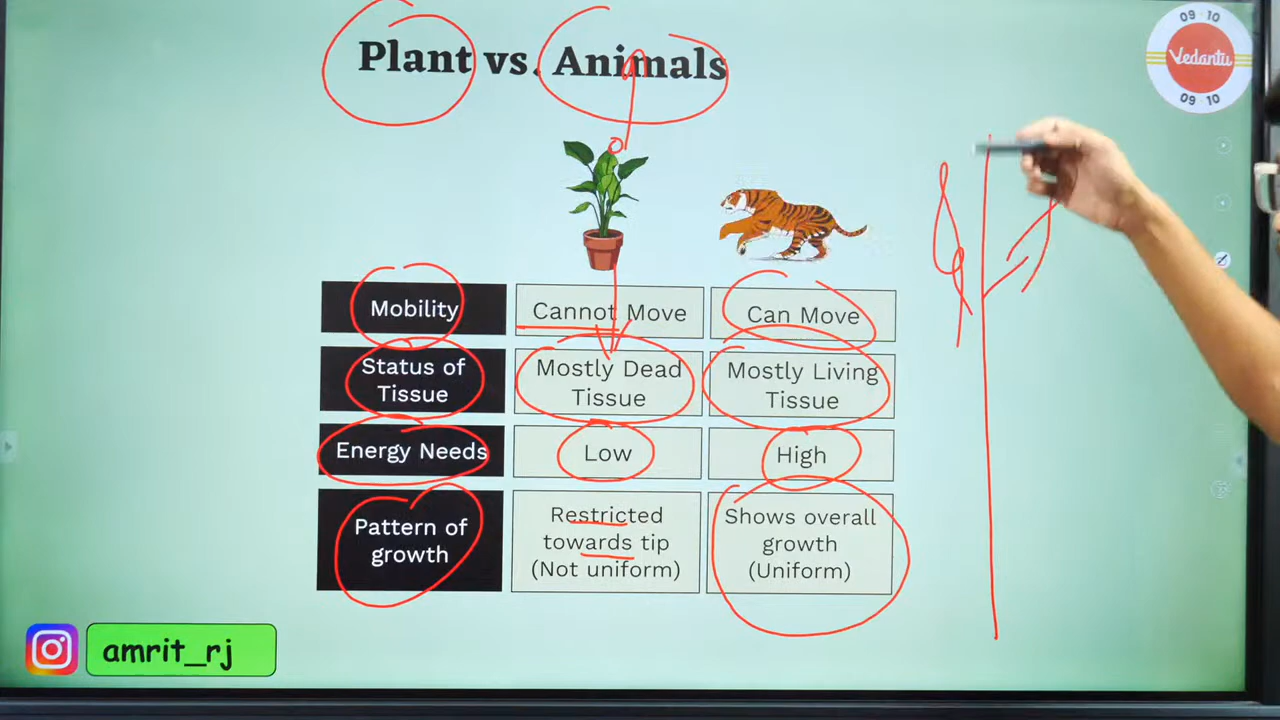 Plant vs. Animals
09 · 10
Vedantu
09 · 10
Mobility
Cannot Move
Can Move
Status of
Tissue
Mostly Dead
Tissue
Mostly Living
Tissue
Energy Needs
Low
High
Pattern of
growth
Restricted
towards tip
(Not uniform)
Shows overall
growth
(Uniform)
amrit_rj